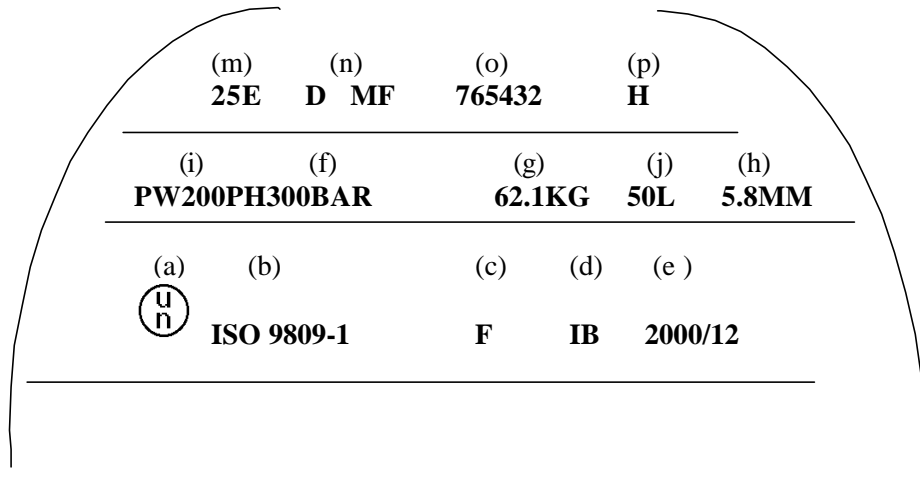 (m) (n) (o) (p)
25E D MF 765432 H
(i) (f) (g) (j) (h)
PW200PH300BAR 62.1KG 50L 5.8MM
(a) (b) (c) (d) (e )
u
n
ISO 9809-1 F IB 2000/12